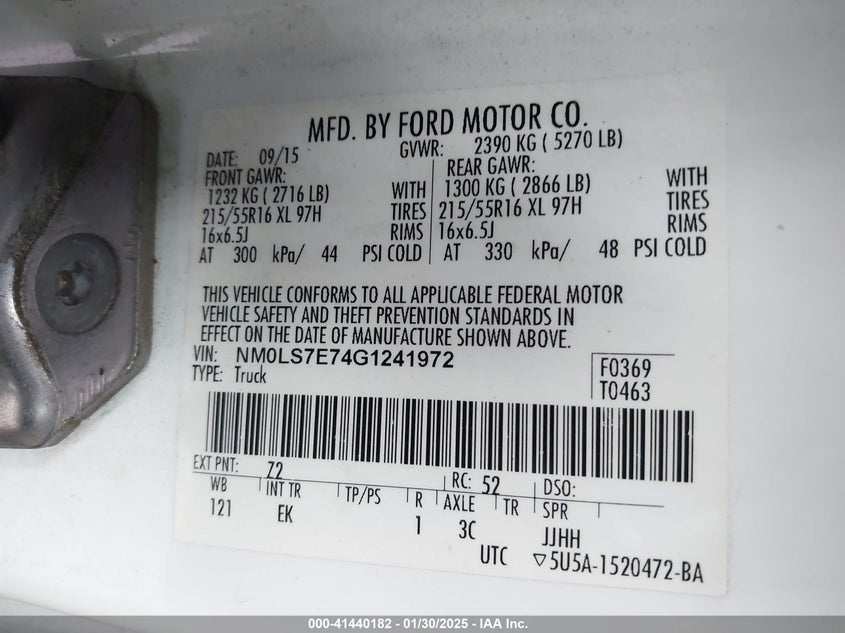 MFD. BY FORD MOTOR CO.
DATE: 09/15 GVWR: 2390 KG ( 5270 LB)
FRONT GAWR: REAR GAWR:
1232 KG ( 2716 LB) WITH 1300 KG ( 2866 LB) WITH
215/55R16 XL 97H TIRES 215/55R16 XL 97H TIRES
16x6.5J RIMS 16x6.5J RIMS
AT 300 kPa/ 44 PSI COLD AT 330 kPa/ 48 PSI COLD
THIS VEHICLE CONFORMS TO ALL APPLICABLE FEDERAL MOTOR
VEHICLE SAFETY AND THEFT PREVENTION STANDARDS IN
EFFECT ON THE DATE OF MANUFACTURE SHOWN ABOVE.
VIN: NM0LS7E74G1241972 F0369
TYPE: Truck T0463
EXT PNT: Z2 RC: 52 DSO:
WB INT TR TP/PS R AXLE TR SPR
121 EK 1 3C JJHH
UTC ▽5U5A-1520472-BA
000-41440182 - 01/30/2025 - IAA Inc.